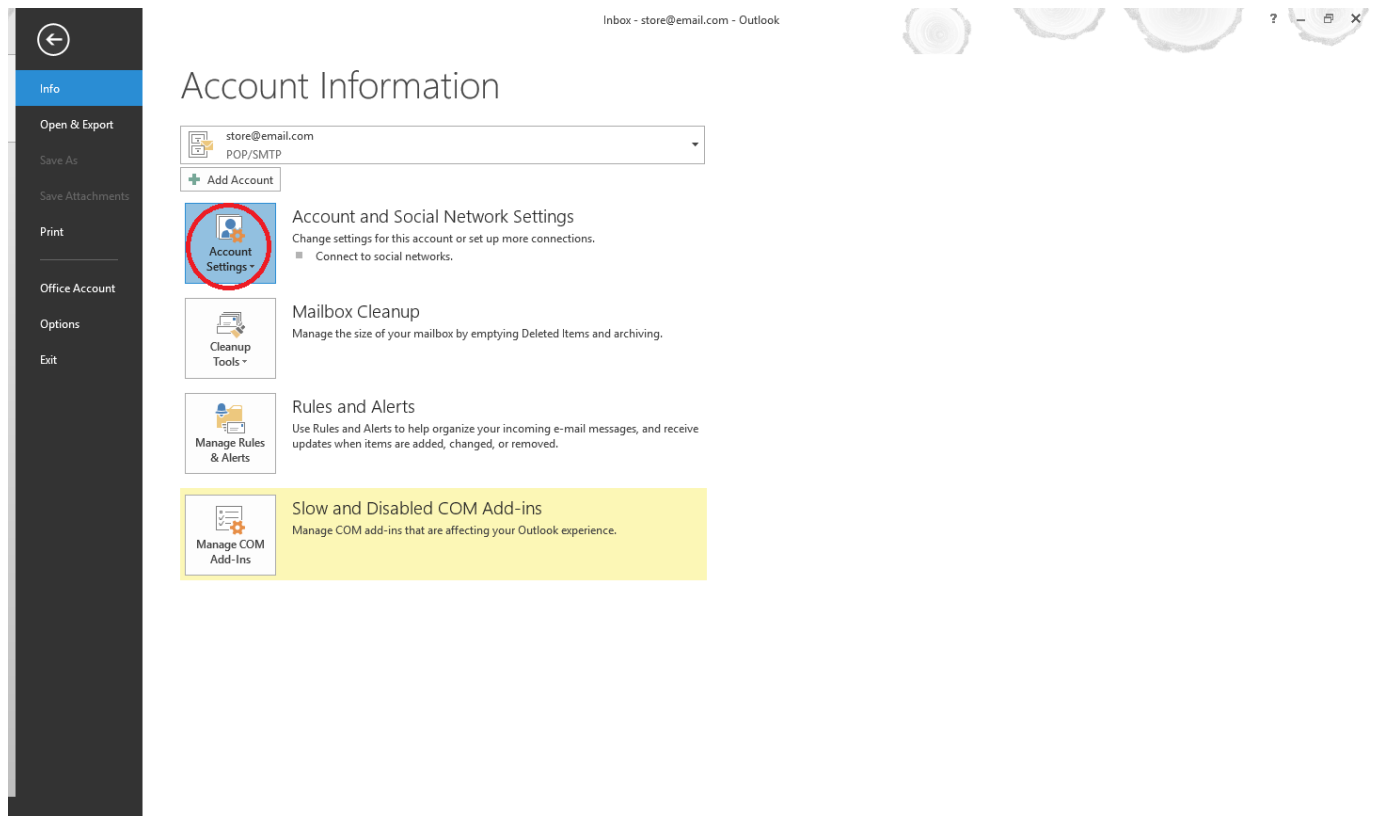 Inbox - store@email.com - Outlook
?
Info
Open & Export
Save As
Save Attachments
Print
Office Account
Options
Exit
Account Information
store@email.com
POP/SMTP
Add Account
Account
Settings
Account and Social Network Settings
Change settings for this account or set up more connections.
Connect to social networks.
Cleanup
Tools
Mailbox Cleanup
Manage the size of your mailbox by emptying Deleted Items and archiving.
Manage Rules
& Alerts
Rules and Alerts
Use Rules and Alerts to help organize your incoming e-mail messages, and receive
updates when items are added, changed, or removed.
Manage COM
Add-Ins
Slow and Disabled COM Add-ins
Manage COM add-ins that are affecting your Outlook experience.